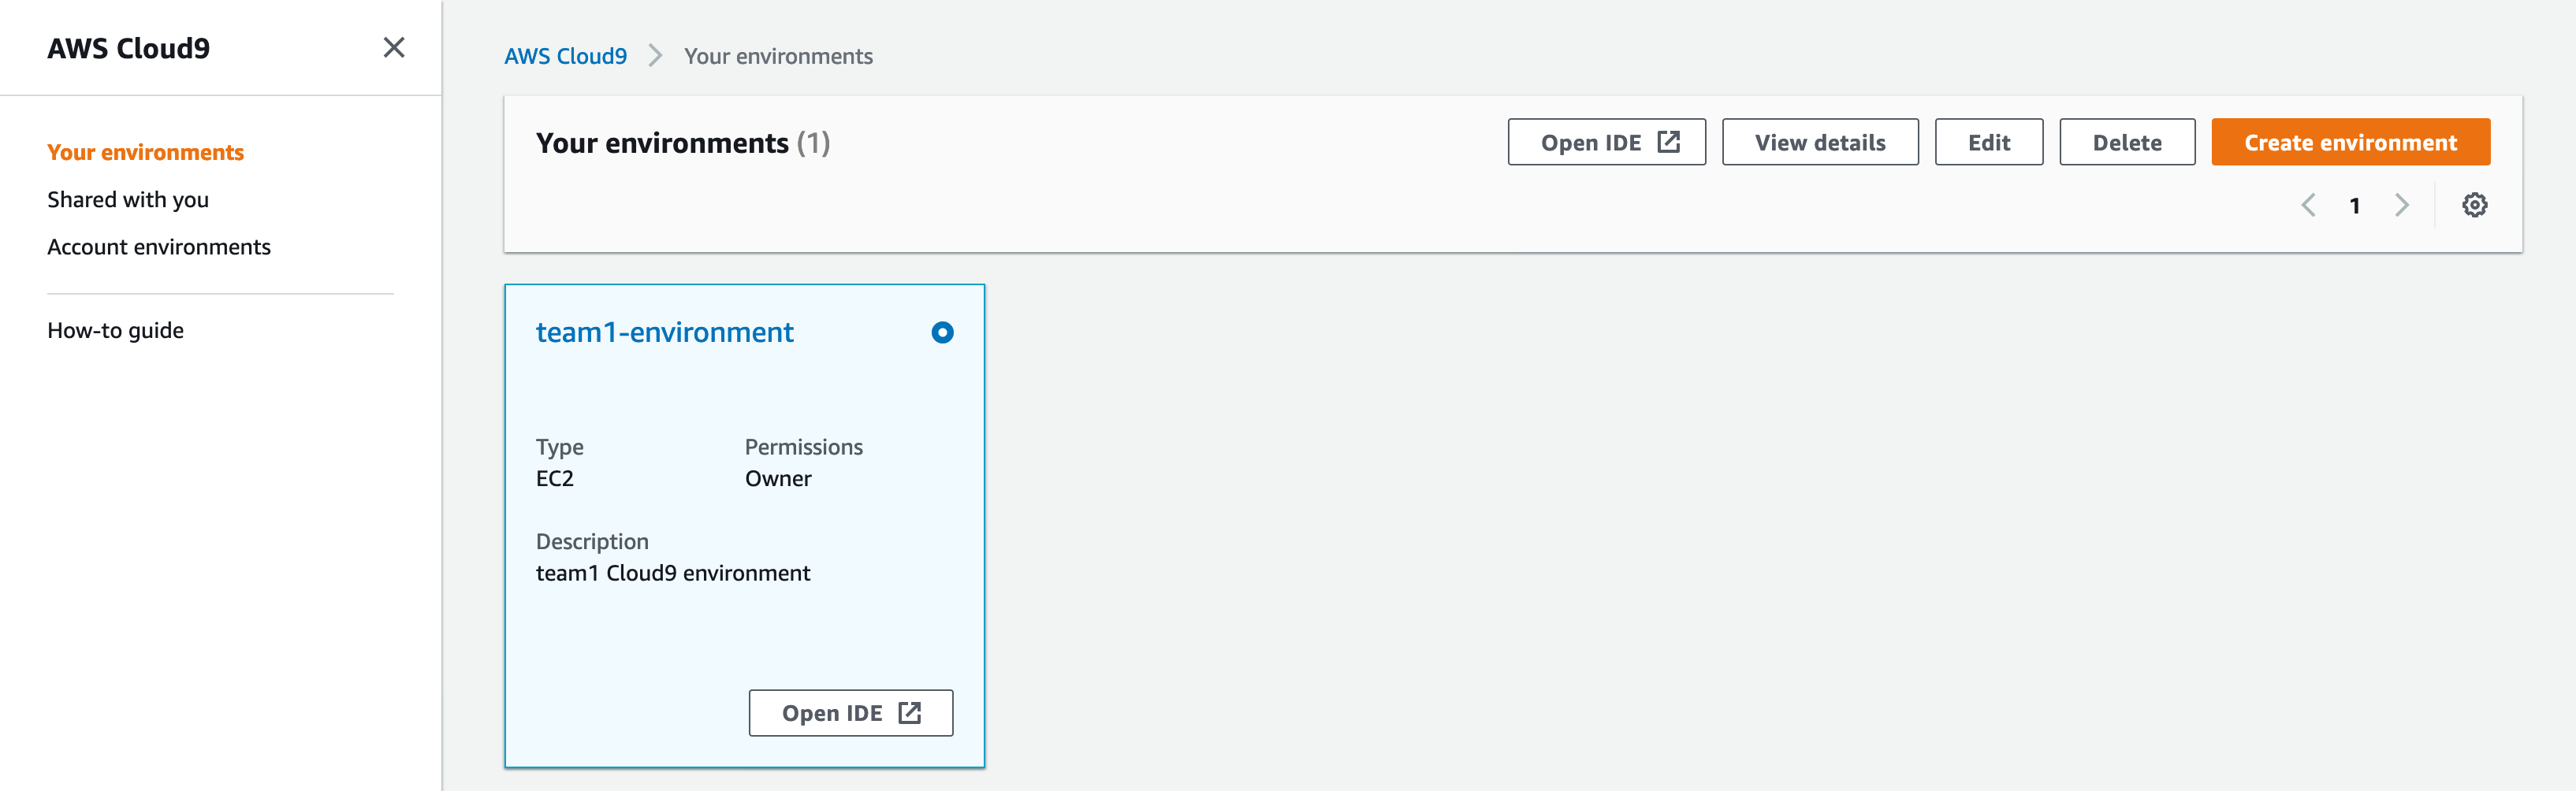 AWS Cloud9
Your environments
Shared with you
Account environments
How-to guide
AWS Cloud9 Your environments
Your environments (1)
Open IDE View details Edit Delete Create environment
1
team1-environment
Type Permissions
EC2 Owner
Description
team1 Cloud9 environment
Open IDE